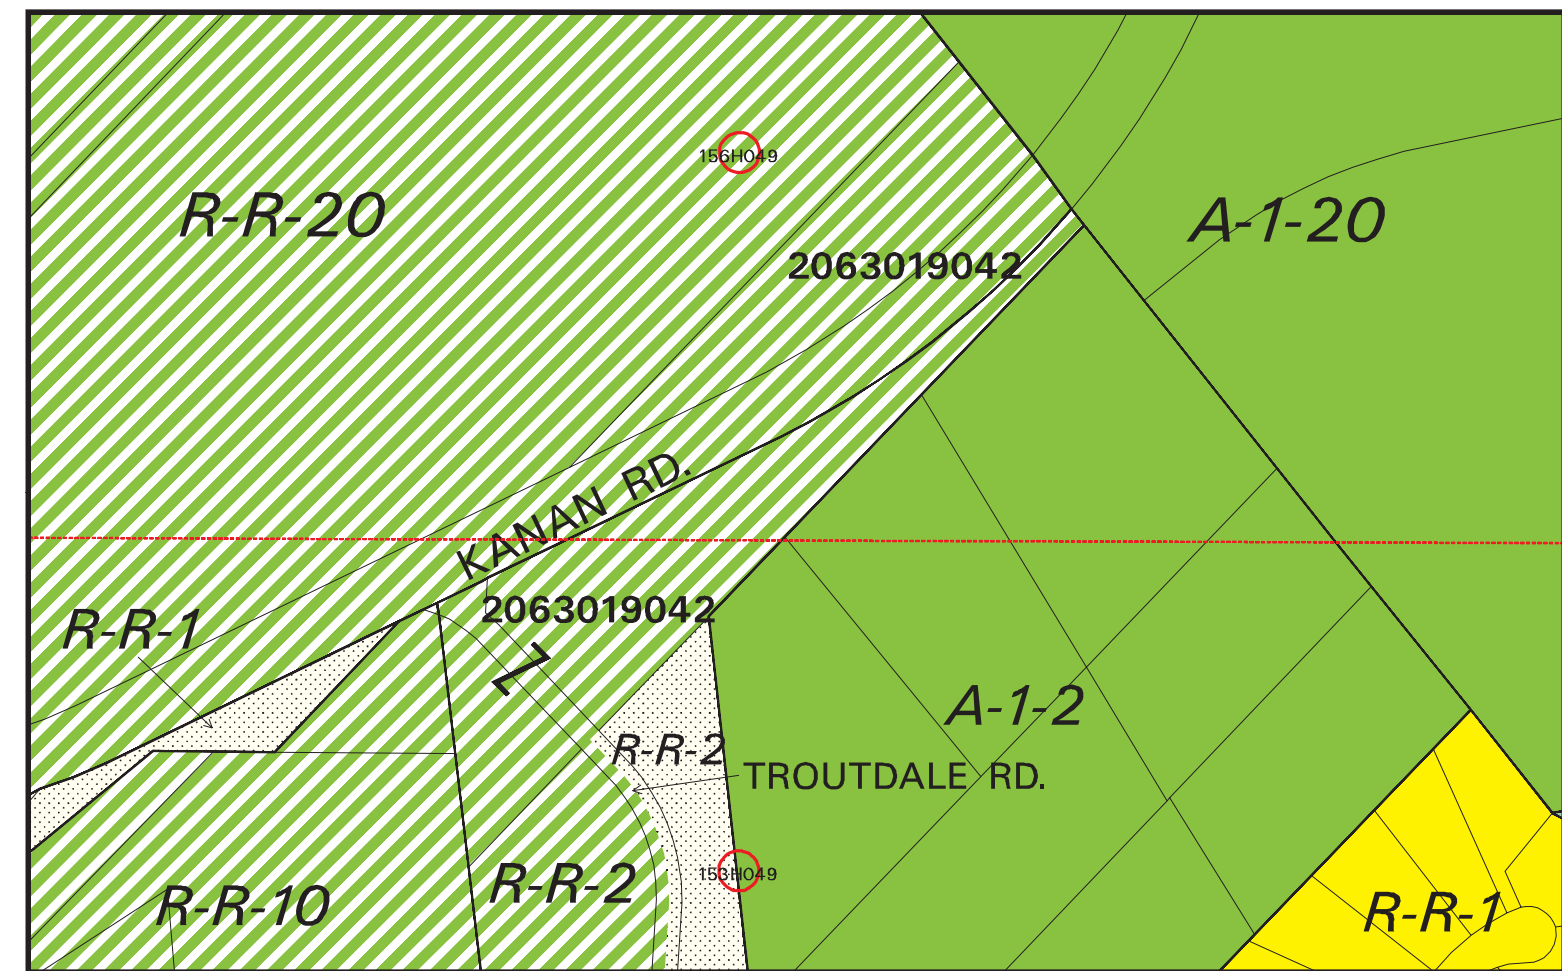 156H049
R-R-20
A-1-20
2063019042
KANAN RD.
2063019042
R-R-1
A-1-2
R-R-2
TROUTDALE RD.
153H049
R-R-2
R-R-10
R-R-1